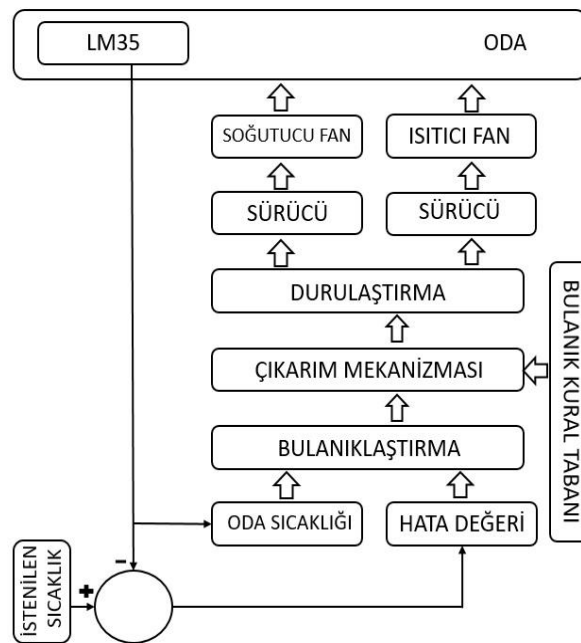 LM35
ODA
SOĞUTUCU FAN
ISITICI FAN
SÜRÜCÜ
SÜRÜCÜ
DURULAŞTIRMA
ÇIKARIM MEKANİZMASI
BULANIK KURAL TABANI
BULANIKLAŞTIRMA
ODA SICAKLIĞI
HATA DEĞERİ
İSTENİLEN
SICAKLIK
+
-